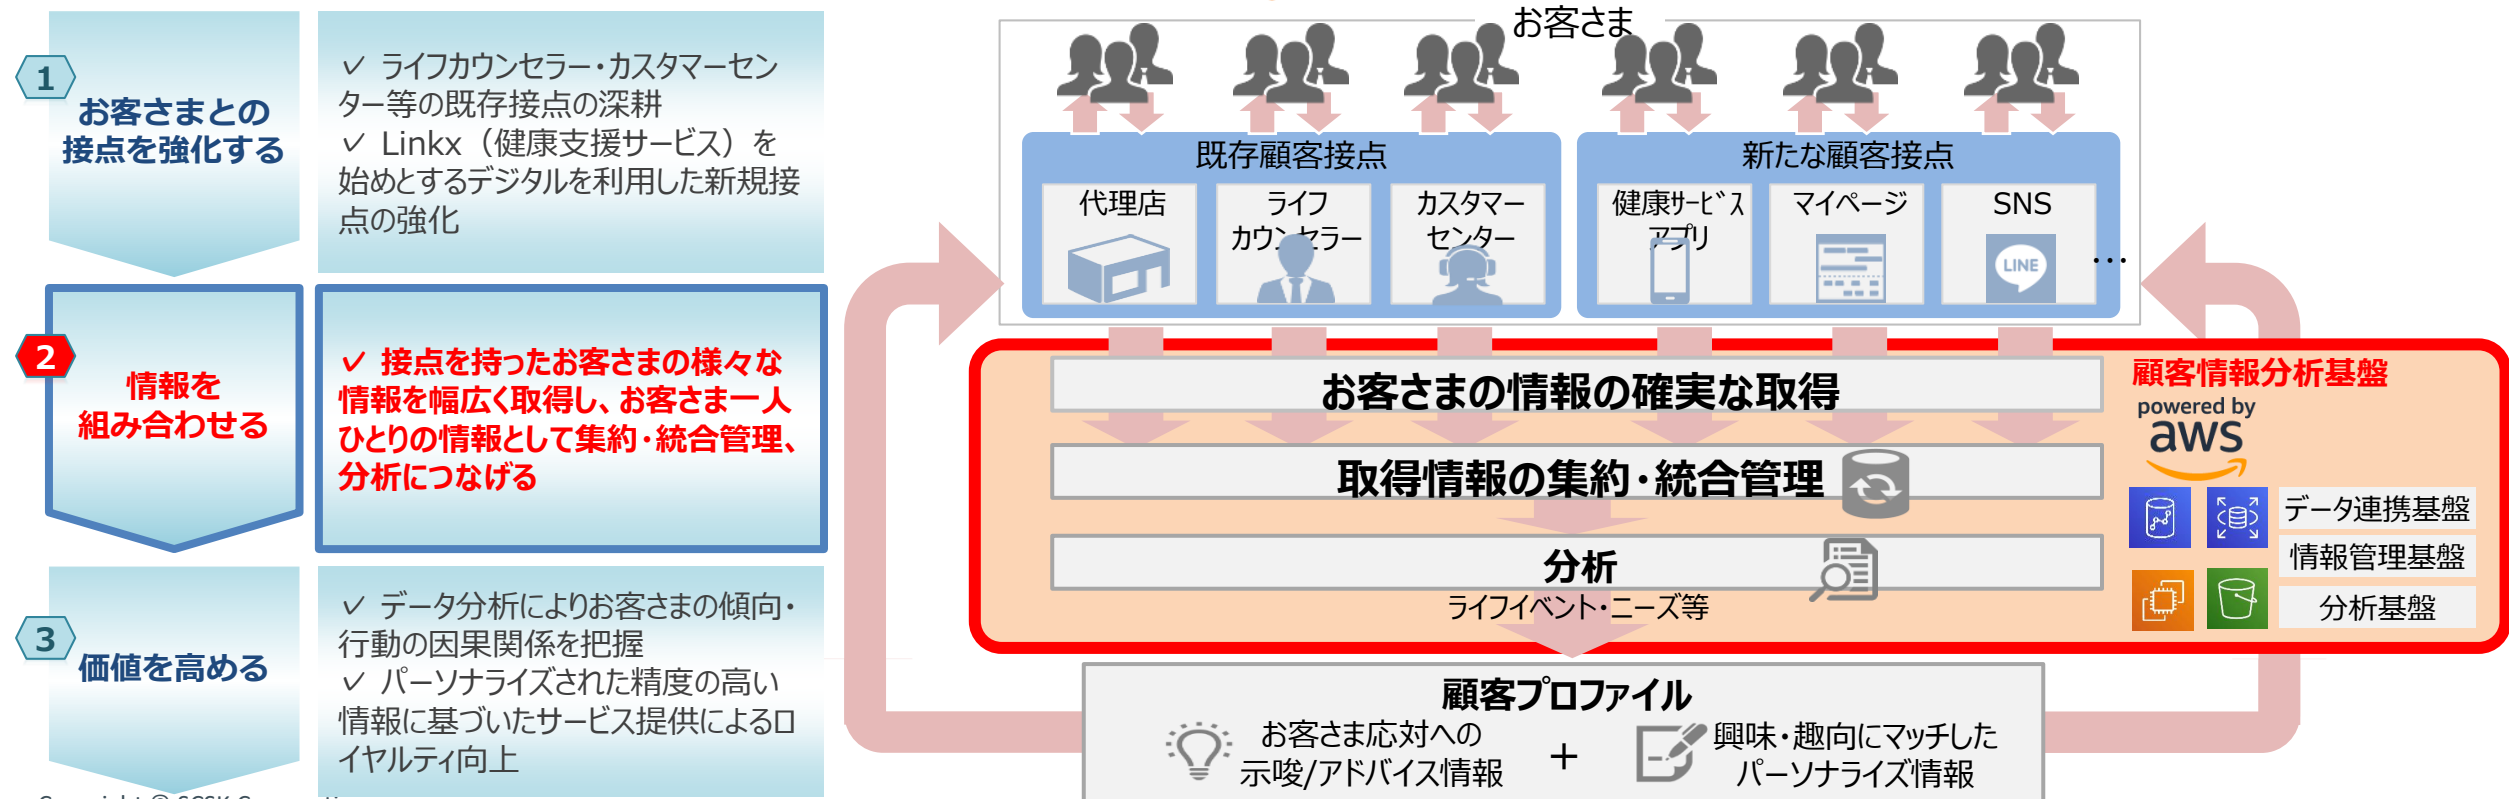 1
お客さまとの
接点を強化する
✓ ライフカウンセラー・カスタマーセン
ター等の既存接点の深耕
✓ Linkx（健康支援サービス）を
始めとするデジタルを利用した新規接
点の強化
2
情報を
組み合わせる
✓ 接点を持ったお客さまの様々な
情報を幅広く取得し、お客さま一人
ひとりの情報として集約・統合管理、
分析につなげる
3
価値を高める
✓ データ分析によりお客さまの傾向・
行動の因果関係を把握
✓ パーソナライズされた精度の高い
情報に基づいたサービス提供によるロ
イヤルティ向上
お客さま
既存顧客接点
代理店
ライフ
カウンセラー
カスタマー
センター
新たな顧客接点
健康サービス
アプリ
マイページ
SNS
LINE
…
お客さまの情報の確実な取得
取得情報の集約・統合管理
分析
ライフイベント・ニーズ等
顧客情報分析基盤
powered by
aws
データ連携基盤
情報管理基盤
分析基盤
顧客プロファイル
お客さま応対への
示唆/アドバイス情報
+
興味・趣向にマッチした
パーソナライズ情報